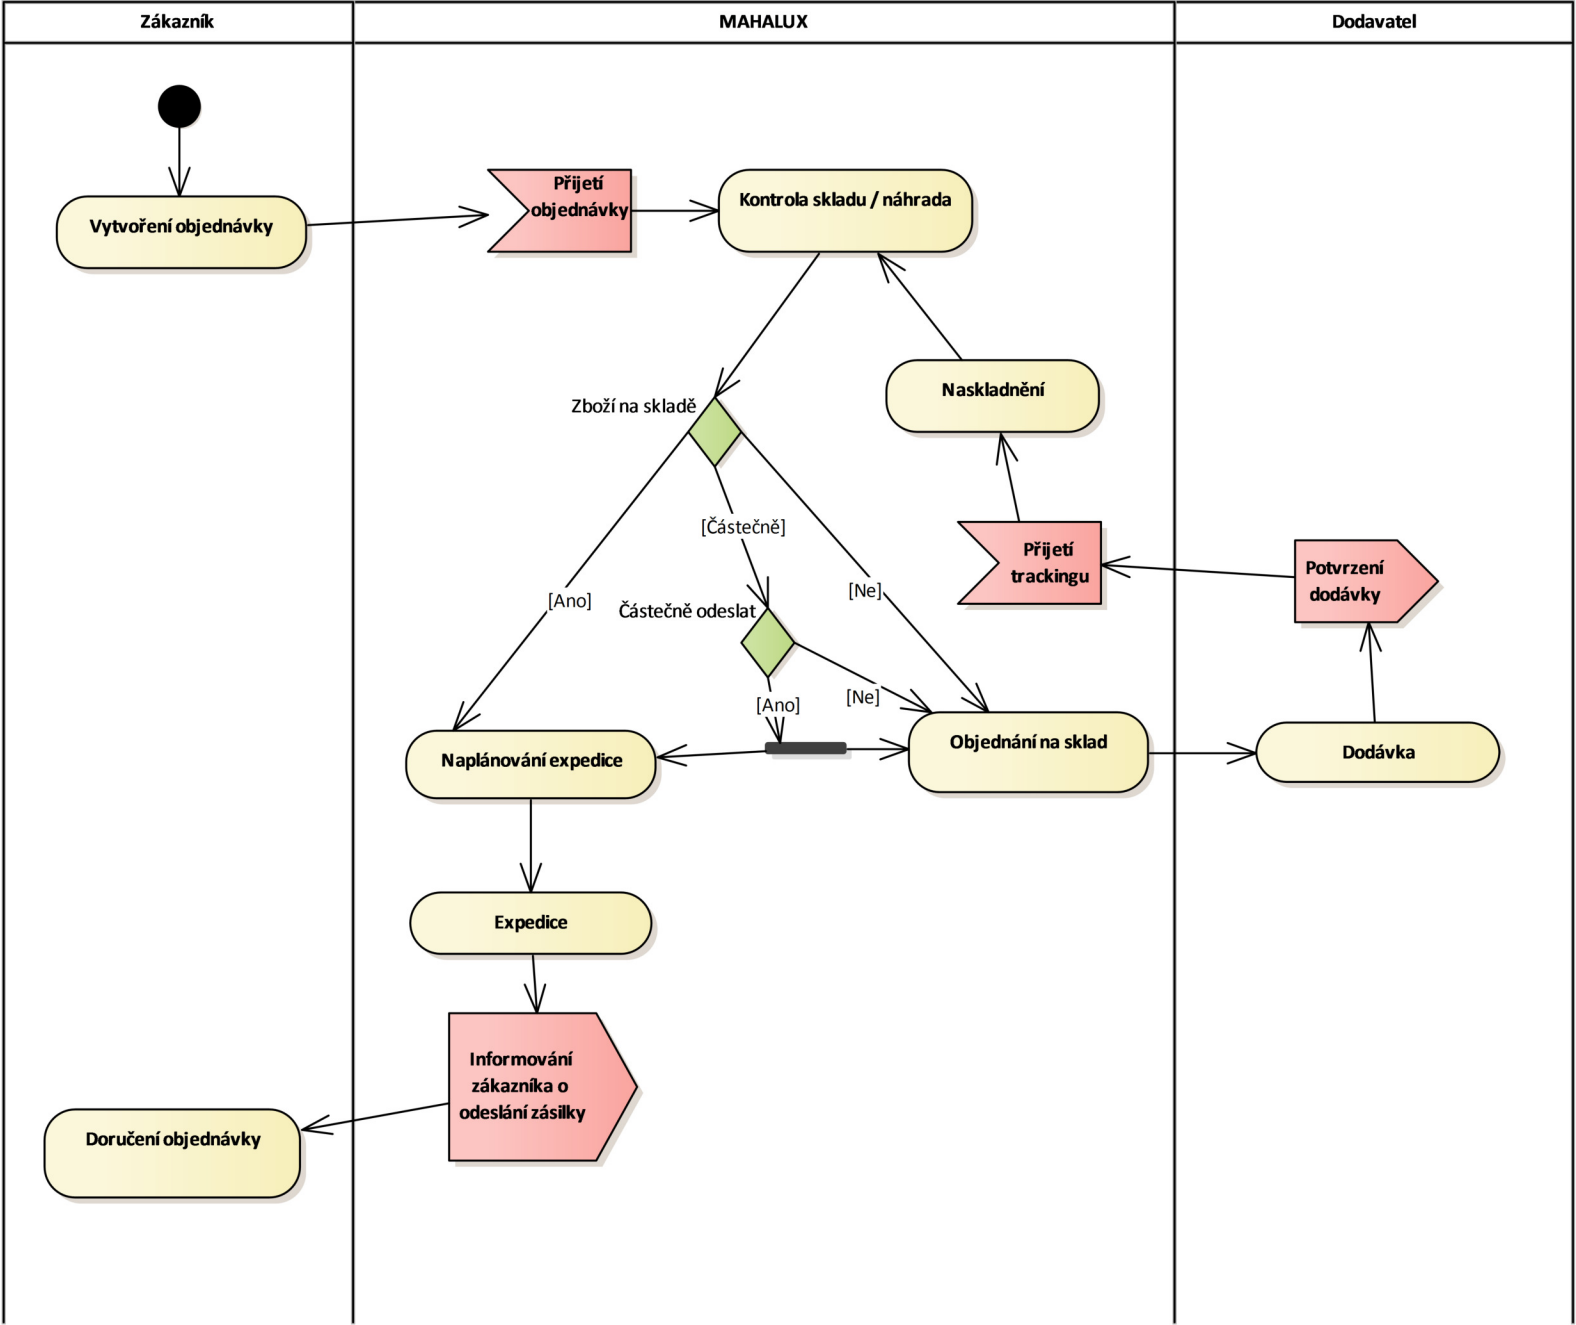 Zákazník
MAHALUX
Dodavatel
Vytvoření objednávky
Přijetí
objednávky
Kontrola skladu / náhrada
Zboží na skladě
Naskladnění
[Částečně]
Přijetí
trackingu
Potvrzení
dodávky
[Ano]
Částečně odeslat
[Ne]
[Ano]
[Ne]
Naplánování expedice
Objednání na sklad
Dodávka
Expedice
Informování
zákazníka o
odeslání zásilky
Doručení objednávky